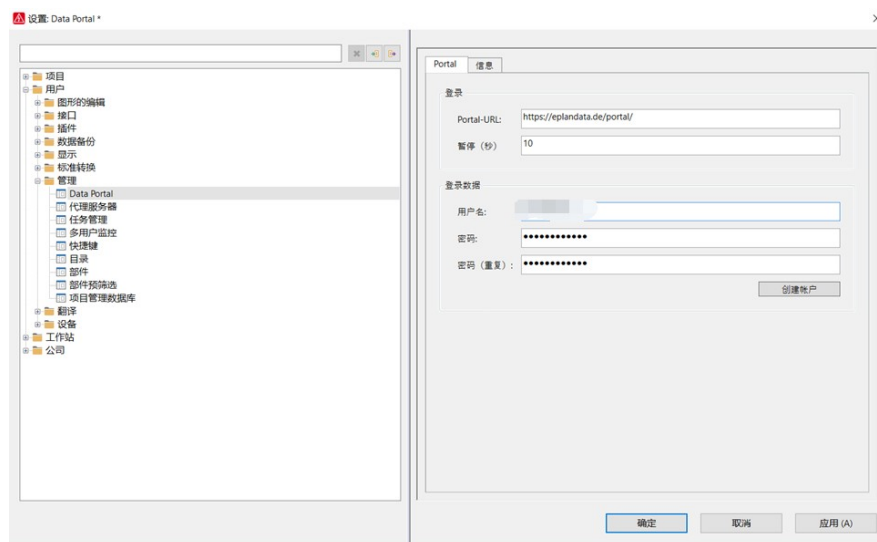 设置: Data Portal *
项目
用户
图形的编辑
接口
插件
数据备份
显示
标准转换
管理
Data Portal
代理服务器
任务管理
多用户监控
快捷键
目录
部件
部件预筛选
项目管理数据库
翻译
设备
工作站
公司
Portal 信息
登录
Portal-URL: https://eplandata.de/portal/
暂停（秒） 10
登录数据
用户名:
密码: ●●●●●●●●●●●●
密码（重复）: ●●●●●●●●●●●●
创建帐户
确定 取消 应用 (A)